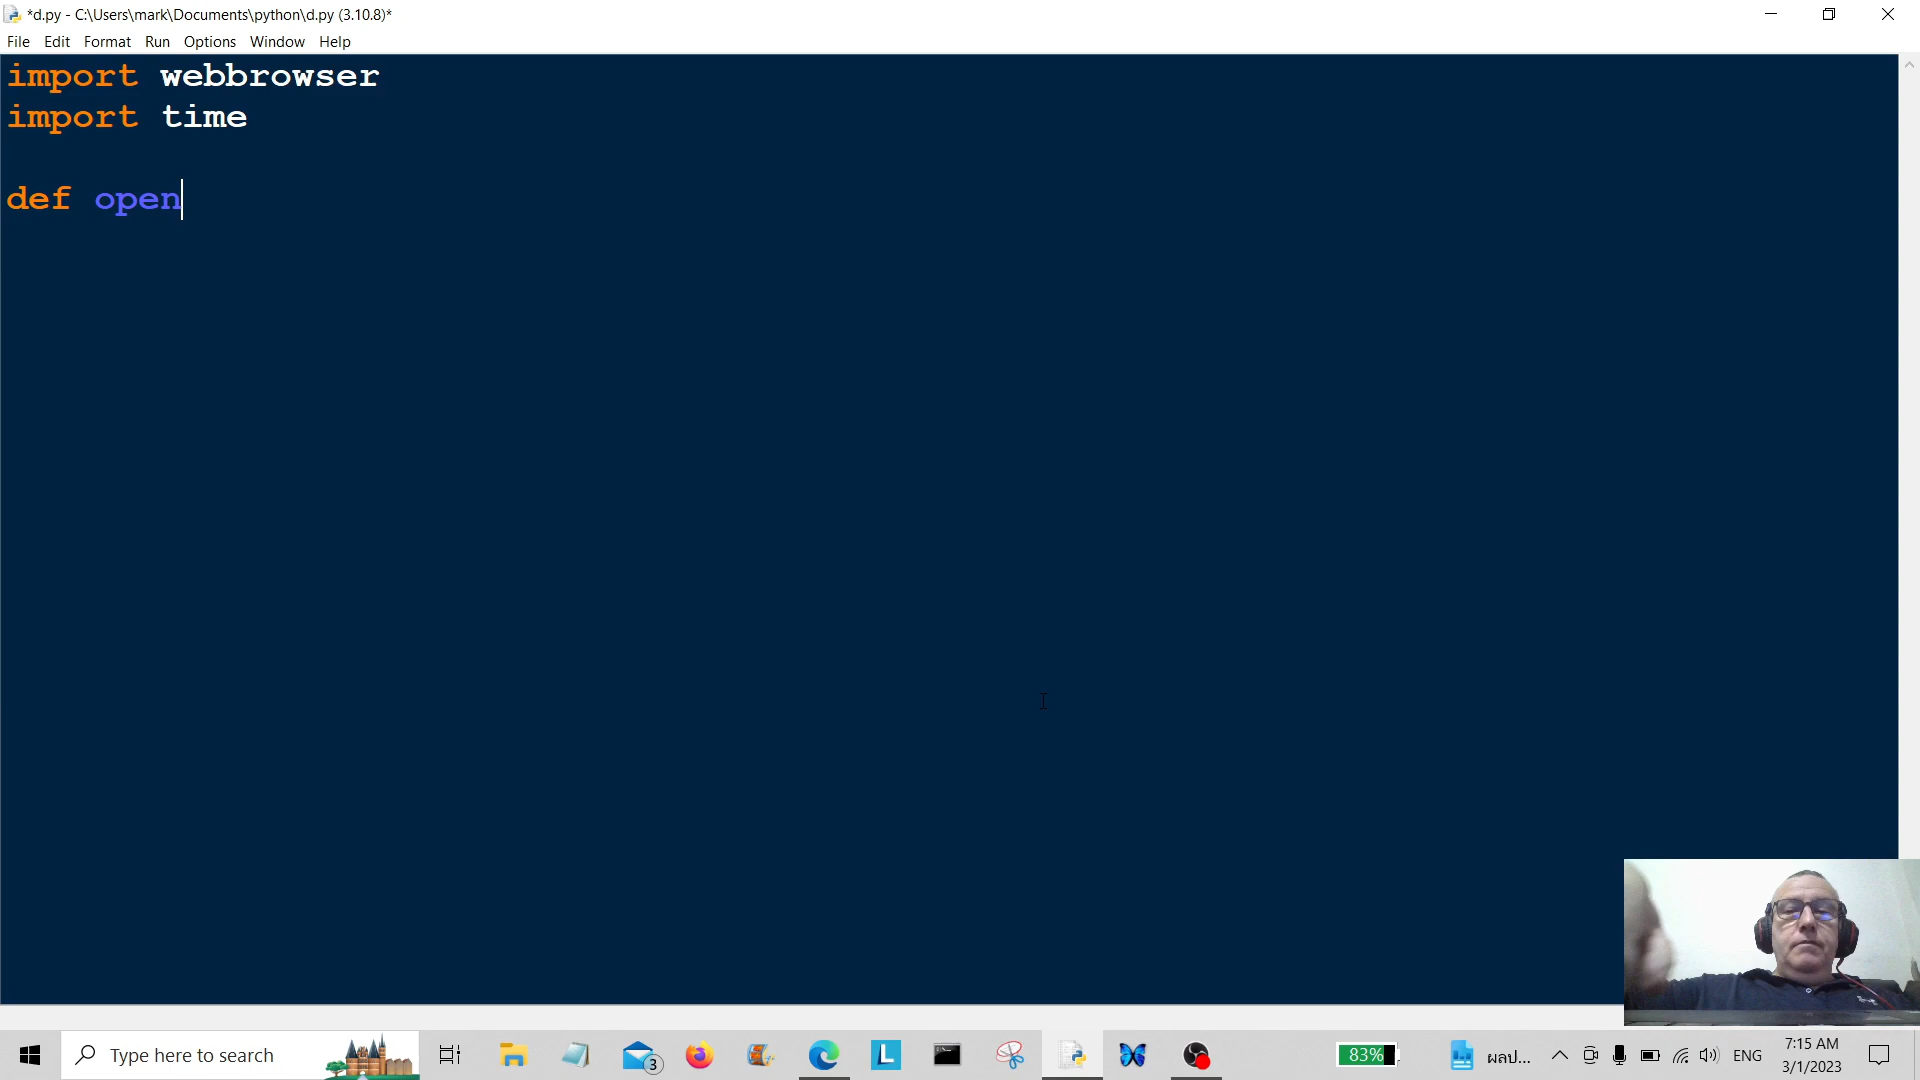 *d.py - C:\Users\mark\Documents\python\d.py (3.10.8)*
File Edit Format Run Options Window Help
import webbrowser
import time
def open
Type here to search
3
L
83%
ผลป...
ENG
7:15 AM
3/1/2023